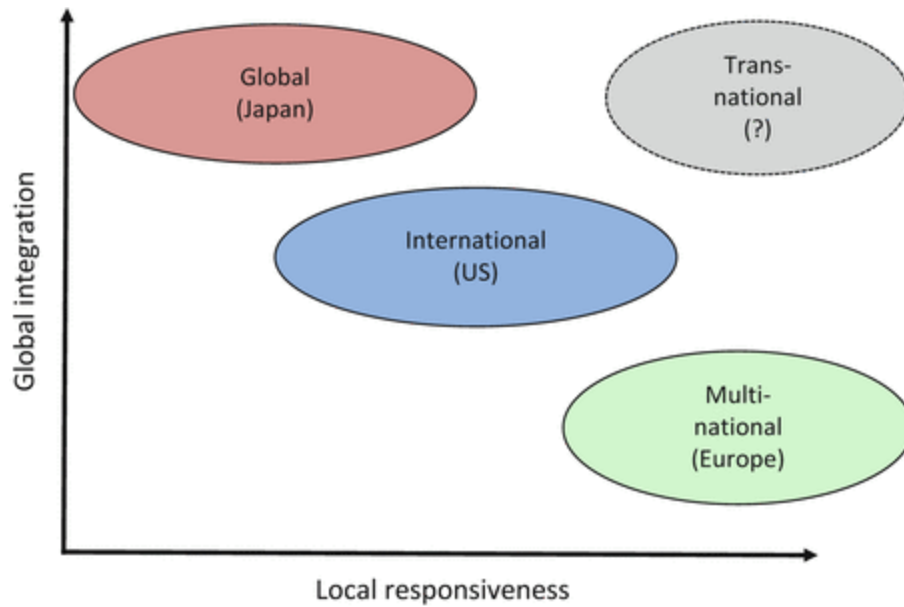 Global
(Japan)
Trans-
national
(?)
International
(US)
Multi-
national
(Europe)
Global integration
Local responsiveness